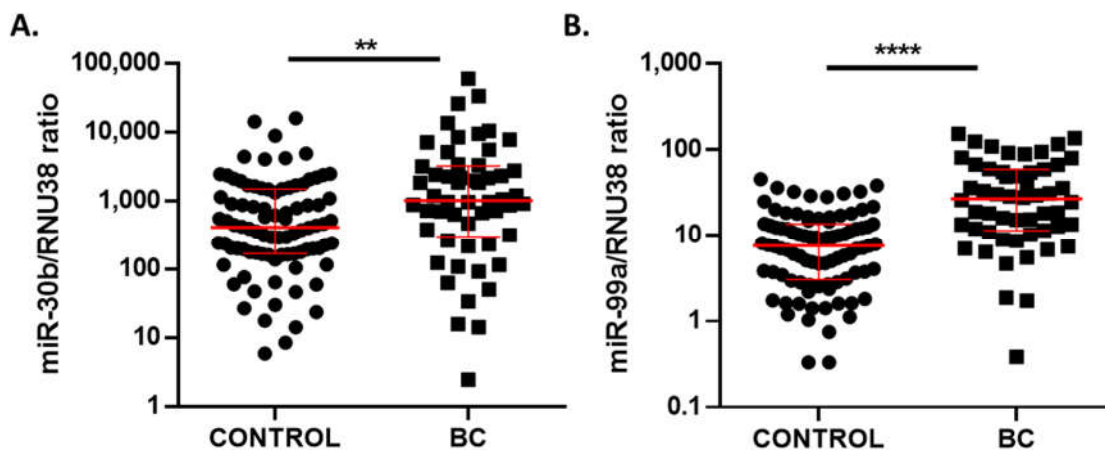 A.
**
miR-30b/RNU38 ratio
100,000
10,000
1,000
100
10
1
CONTROL BC
B.
****
miR-99a/RNU38 ratio
1,000
100
10
1
0.1
CONTROL BC